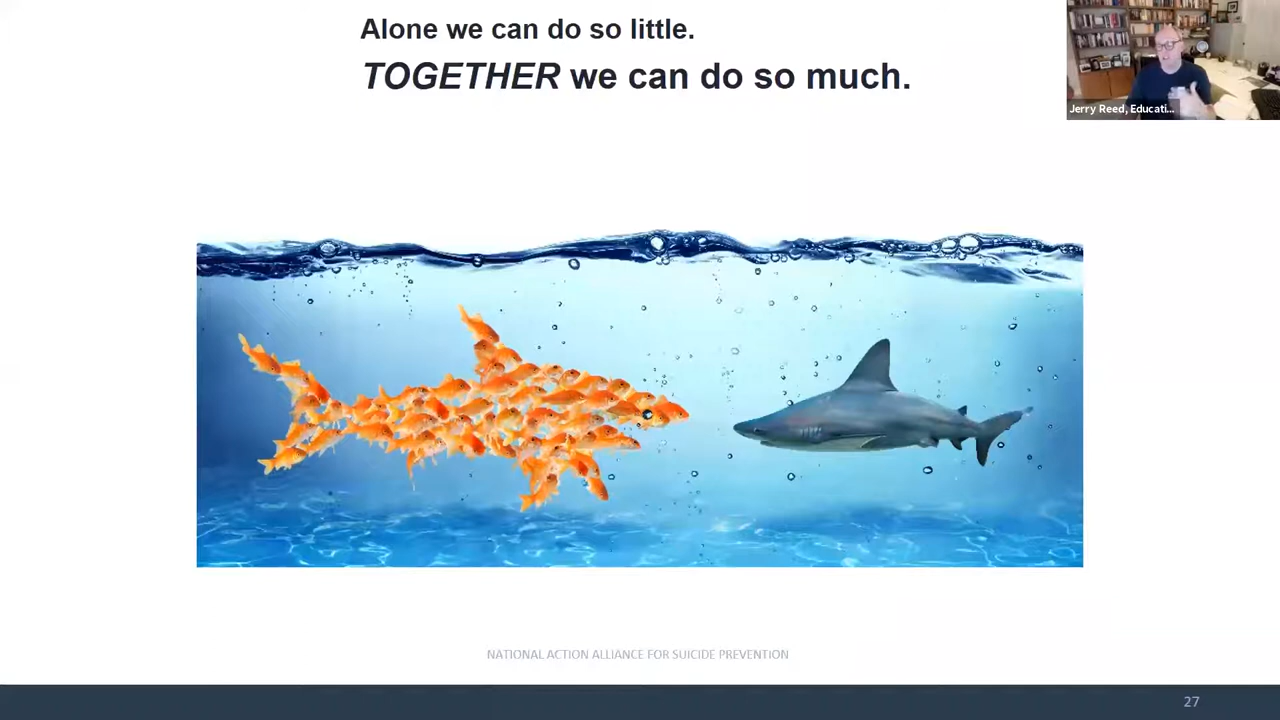 Alone we can do so little.
TOGETHER we can do so much.
Jerry Reed, Educati...
NATIONAL ACTION ALLIANCE FOR SUICIDE PREVENTION
27